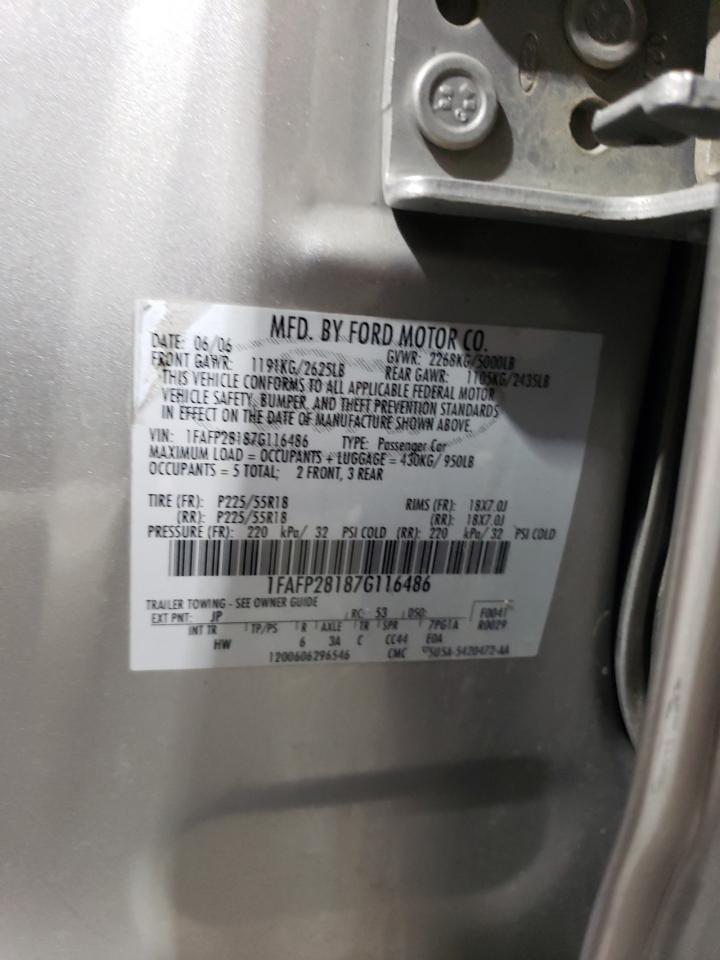 MFD. BY FORD MOTOR CO.
DATE: 06/06 GVWR: 2268KG/5000LB
FRONT GAWR: 1191KG/2625LB REAR GAWR: 1105KG/2435LB
THIS VEHICLE CONFORMS TO ALL APPLICABLE FEDERAL MOTOR
VEHICLE SAFETY, BUMPER, AND THEFT PREVENTION STANDARDS
IN EFFECT ON THE DATE OF MANUFACTURE SHOWN ABOVE.
VIN: 1FAFP28187G116486 TYPE: Passenger Car
MAXIMUM LOAD = OCCUPANTS + LUGGAGE = 430KG/ 950LB
OCCUPANTS = 5 TOTAL; 2 FRONT, 3 REAR
TIRE (FR): P225/55R18 RIMS (FR): 18X7.0J
(RR): P225/55R18 (RR): 18X7.0J
PRESSURE (FR): 220 kPa/ 32 PSI COLD (RR): 220 kPa/ 32 PSI COLD
1FAFP28187G116486
TRAILER TOWING - SEE OWNER GUIDE
EXT PNT: JP RC: 53 DSO: F0041
INT TR TP/PS R AXLE TR SPR 7PG1A R0029
HW 6 3A C CC44 EOA
1200606296546 CMC 5U5A-5420472-AA